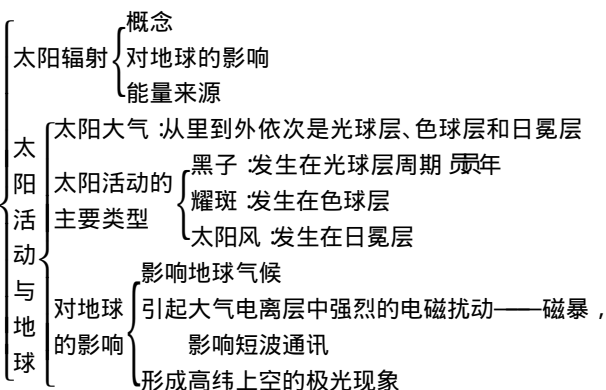 概念
太阳辐射 对地球的影响
能量来源
太阳活动与地球
太阳大气:从里到外依次是光球层、色球层和日冕层
太阳活动的主要类型
黑子:发生在光球层周期 年
耀斑:发生在色球层
太阳风:发生在日冕层
对地球的影响
影响地球气候
引起大气电离层中强烈的电磁扰动——磁暴,
影响短波通讯
形成高纬上空的极光现象